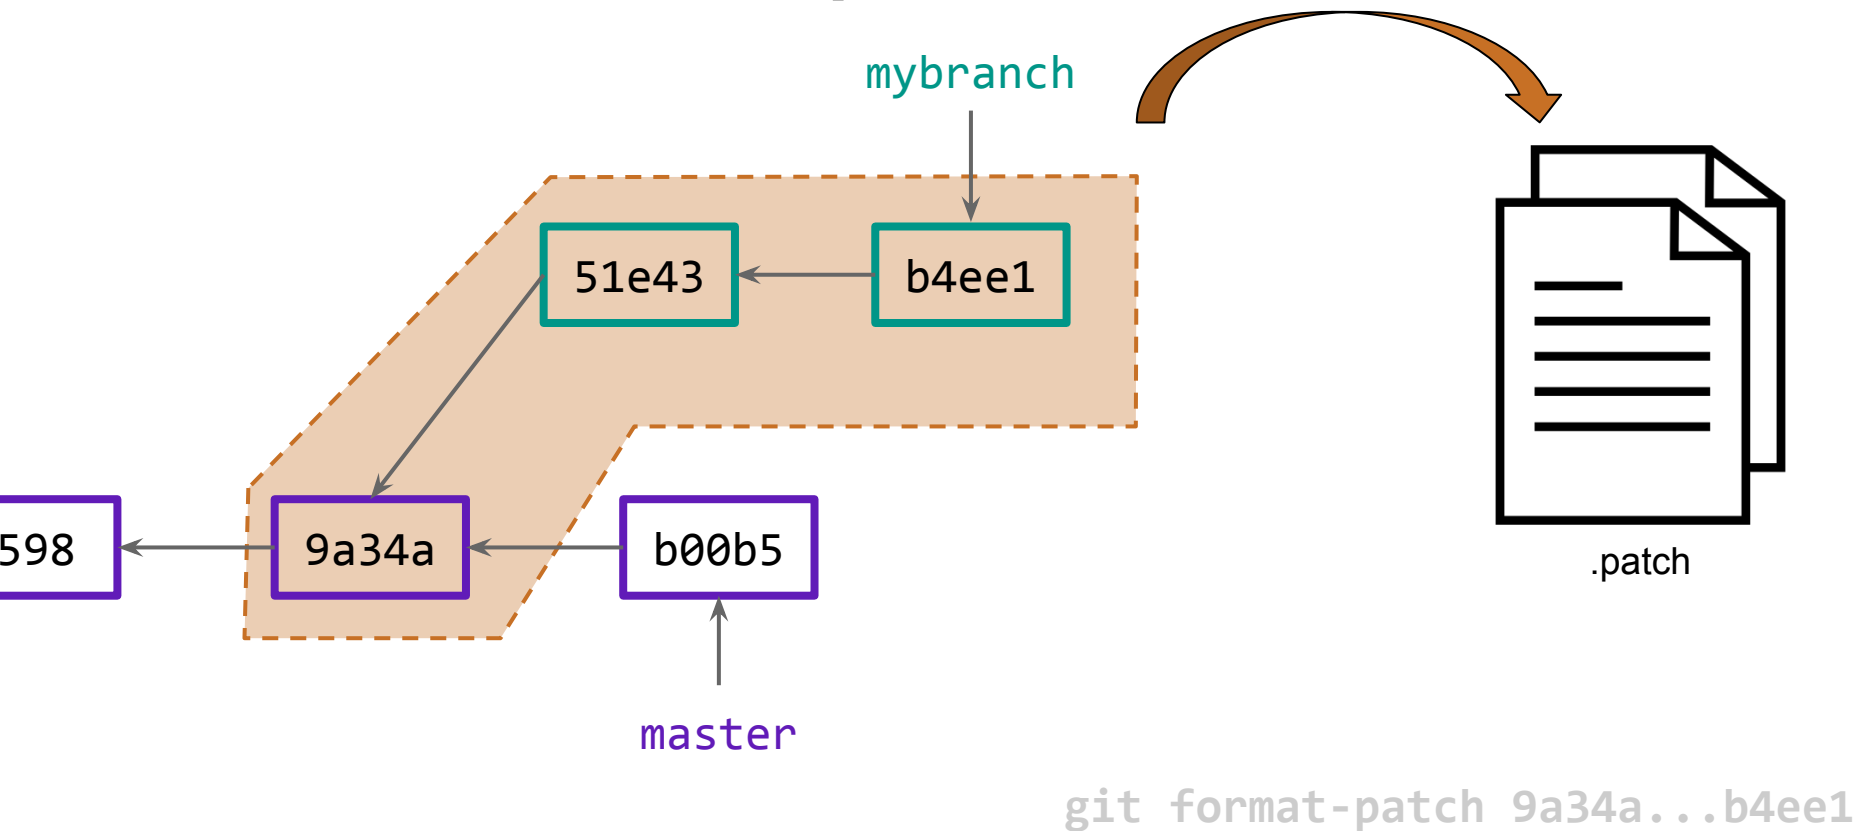 mybranch
51e43
b4ee1
598
9a34a
b00b5
.patch
master
git format-patch 9a34a...b4ee1